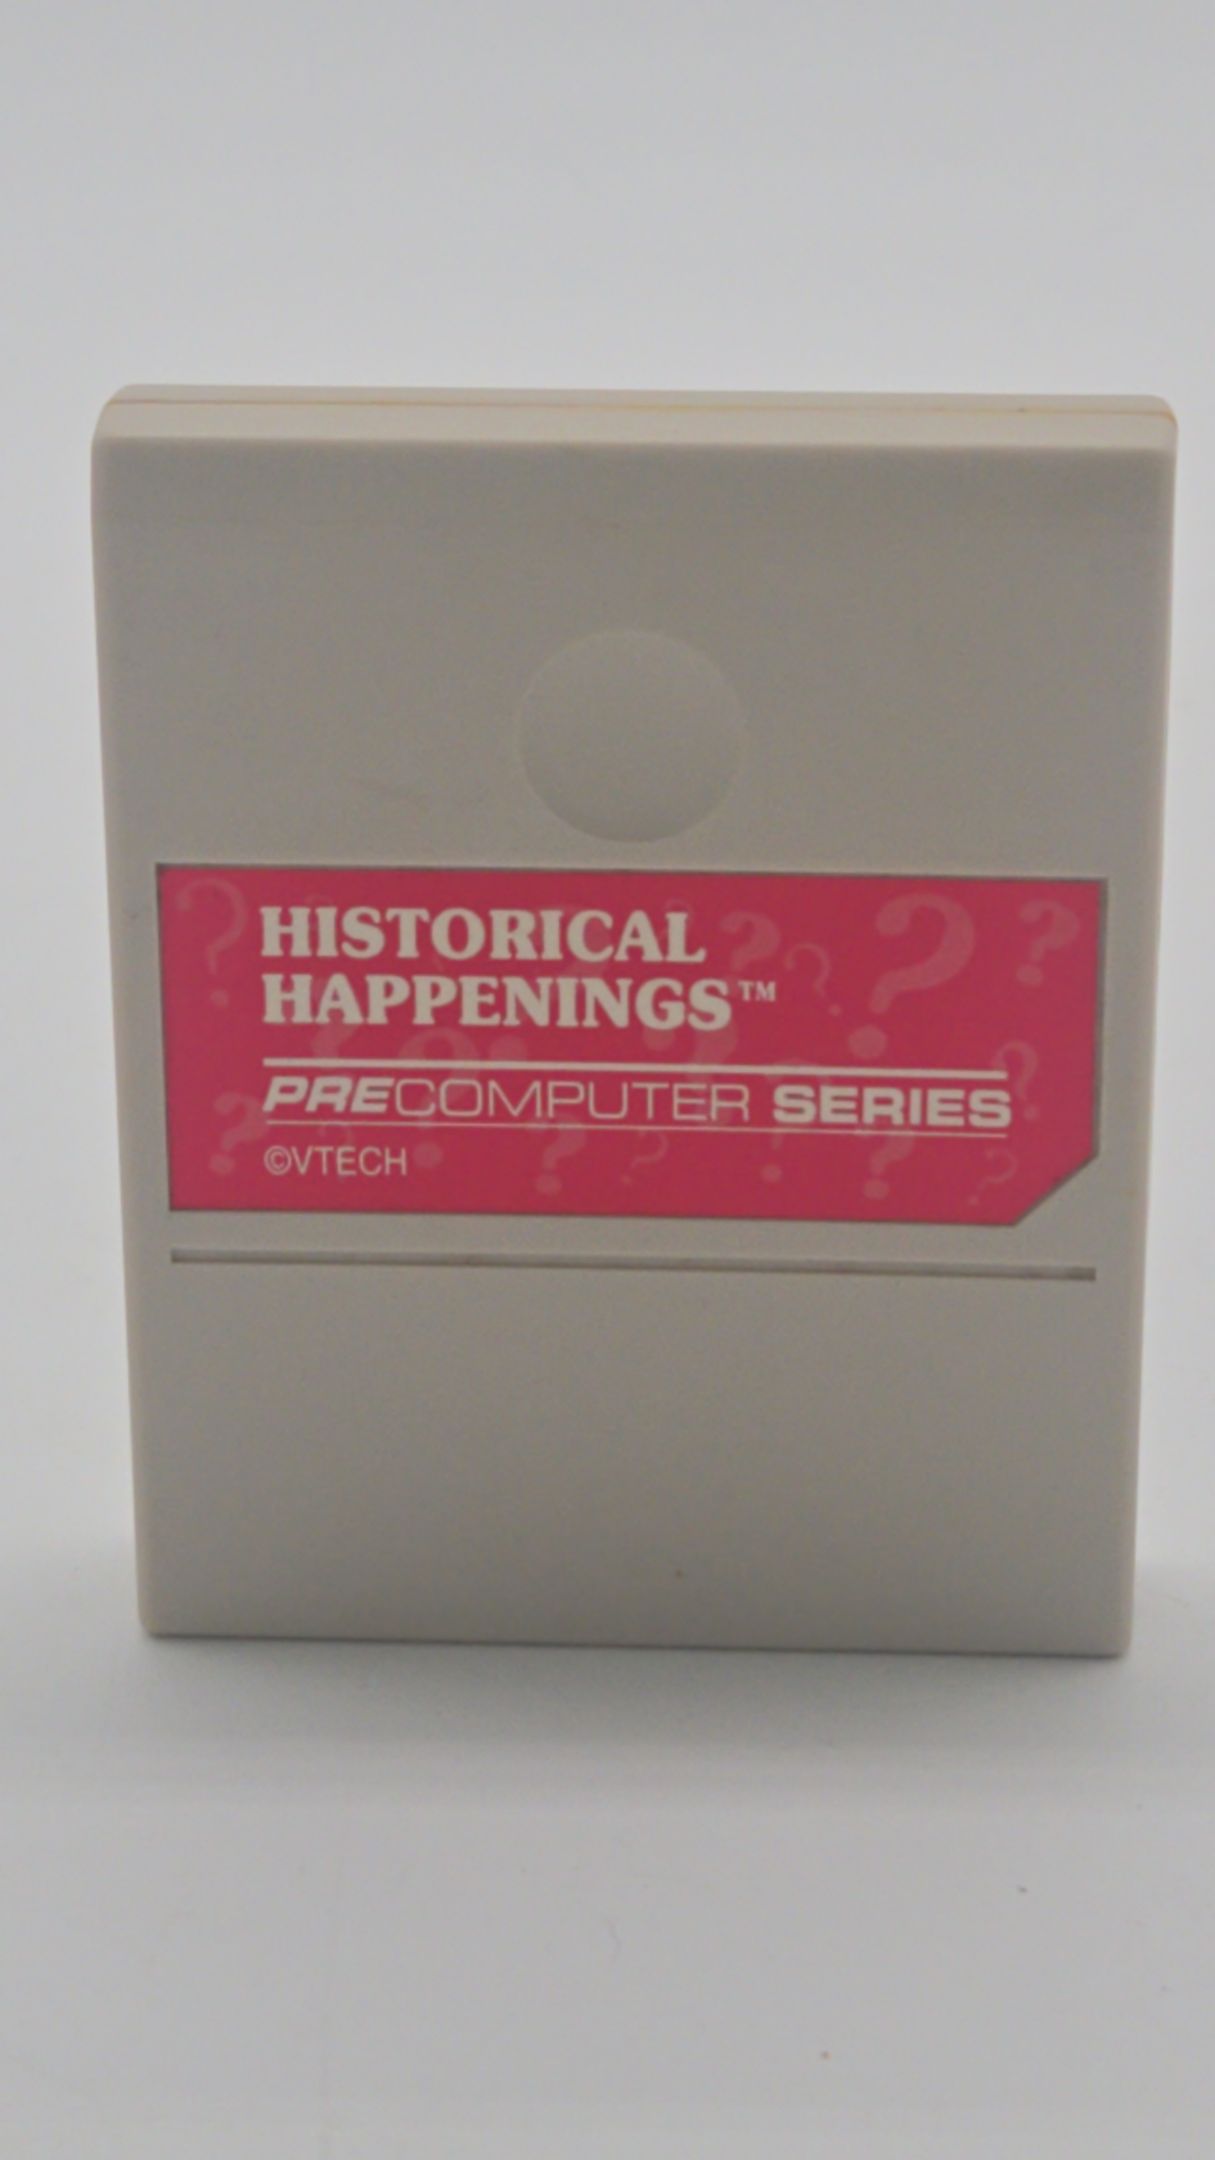 HISTORICAL
HAPPENINGS™
PRECOMPUTER SERIES
©VTECH